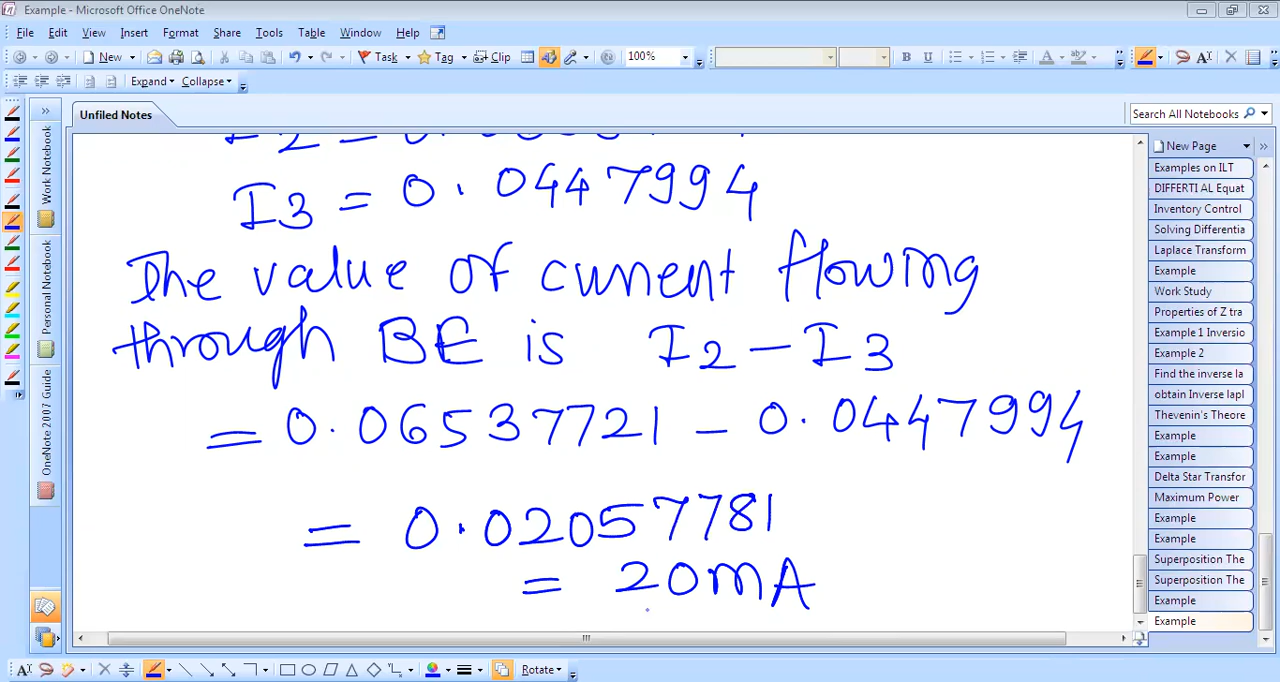 Example - Microsoft Office OneNote
File Edit View Insert Format Share Tools Table Window Help
New Task Tag Clip 100% B U A ab
Expand Collapse
Unfiled Notes
Search All Notebooks
I3 = 0.0447994
The value of current flowing
through BE is I2 - I3
= 0.06537721 - 0.0447994
= 0.02057781
= 20mA
Work Notebook
Personal Notebook
OneNote 2007 Guide
New Page
Examples on ILT
DIFFERTI AL Equat
Inventory Control
Solving Differentia
Laplace Transform
Example
Work Study
Properties of Z tra
Example 1 Inversio
Example 2
Find the inverse la
obtain Inverse lapl
Thevenin's Theore
Example
Example
Delta Star Transfor
Maximum Power
Example
Example
Superposition The
Superposition The
Example
Example
Rotate